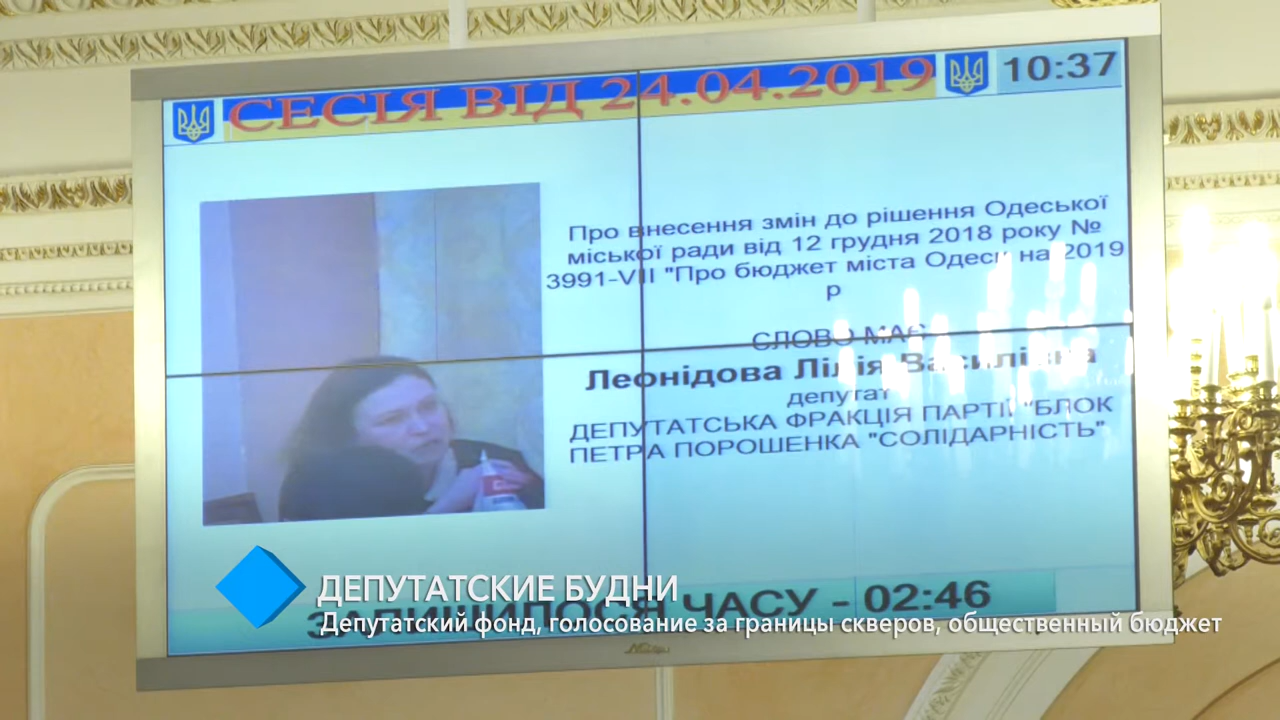 СЕСІЯ ВІД 24.04.2019
10:37
Про внесення змін до рішення Одеської
міської ради від 12 грудня 2018 року №
3991-VII "Про бюджет міста Одеси на 2019
р
СЛОВО МАЄ
Леонідова Лілія Василівна
депутат
ДЕПУТАТСЬКА ФРАКЦІЯ ПАРТІЇ "БЛОК
ПЕТРА ПОРОШЕНКА "СОЛІДАРНІСТЬ"
ДЕПУТАТСКИЕ БУДНИ
ЗАЛИШИЛОСЯ ЧАСУ - 02:46
Депутатский фонд, голосование за границы скверов, общественный бюджет